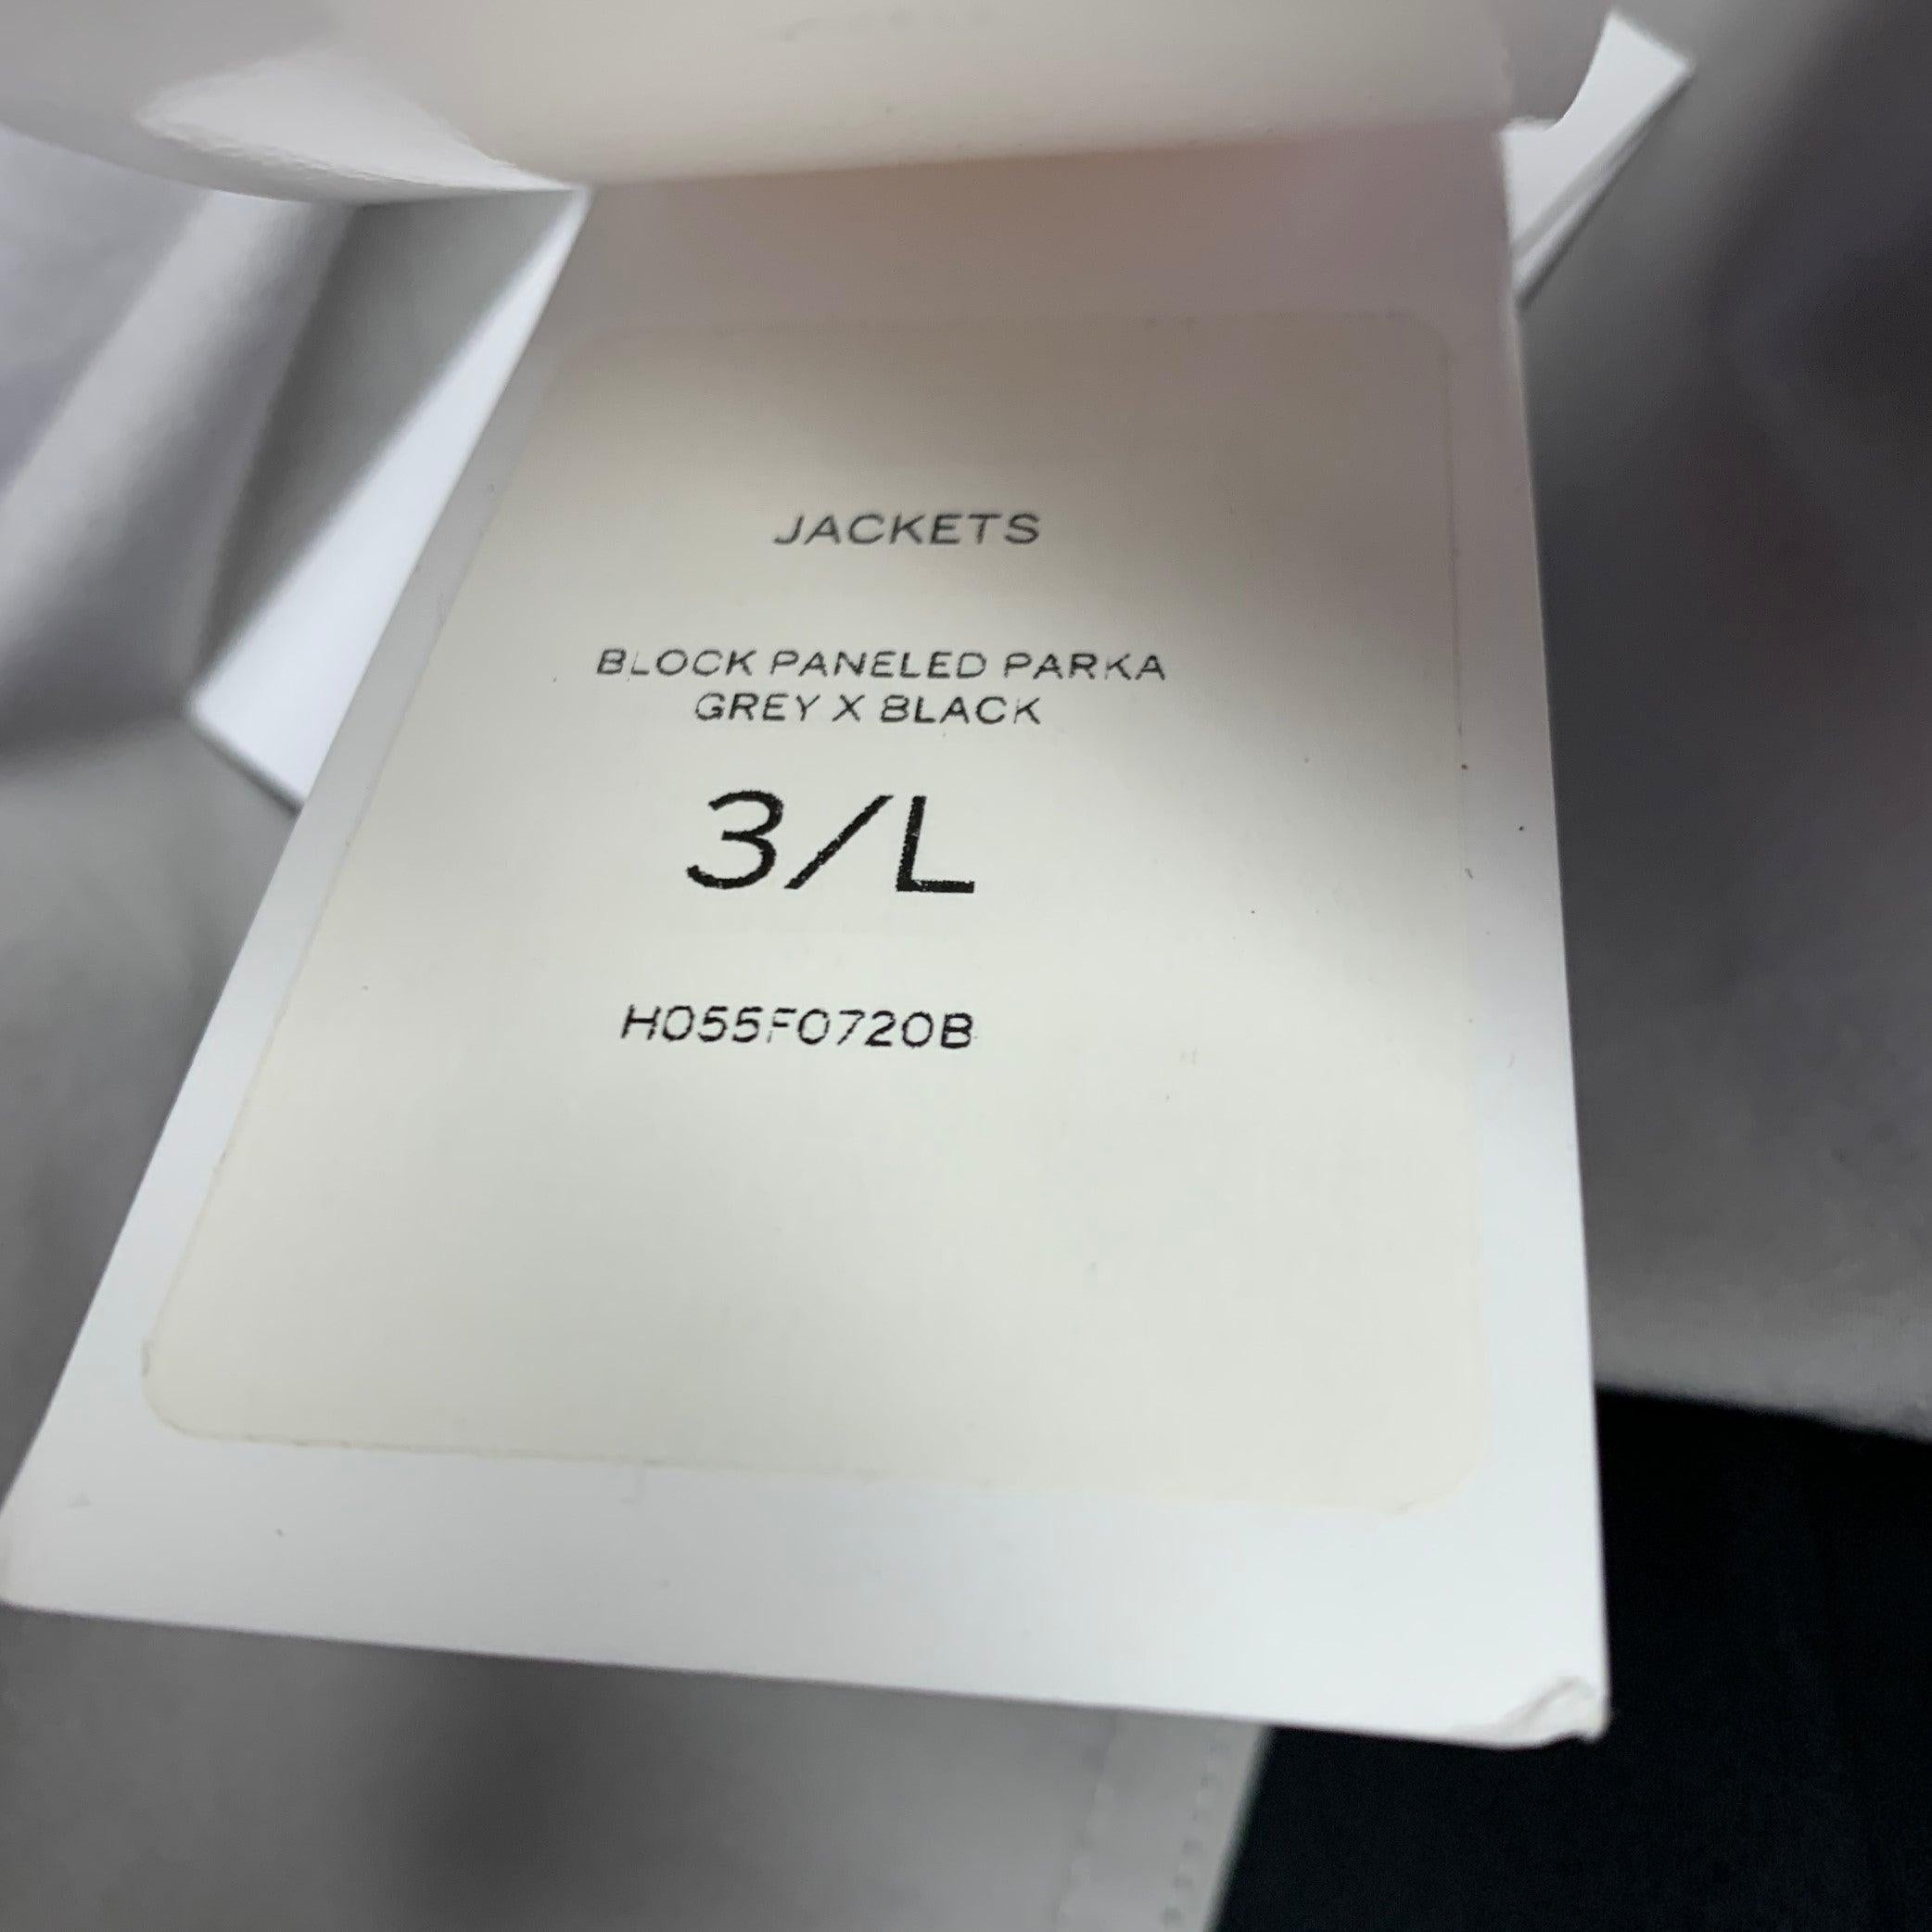 JACKETS
BLOCK PANELED PARKA
GREY X BLACK
3/L
H055F0720B